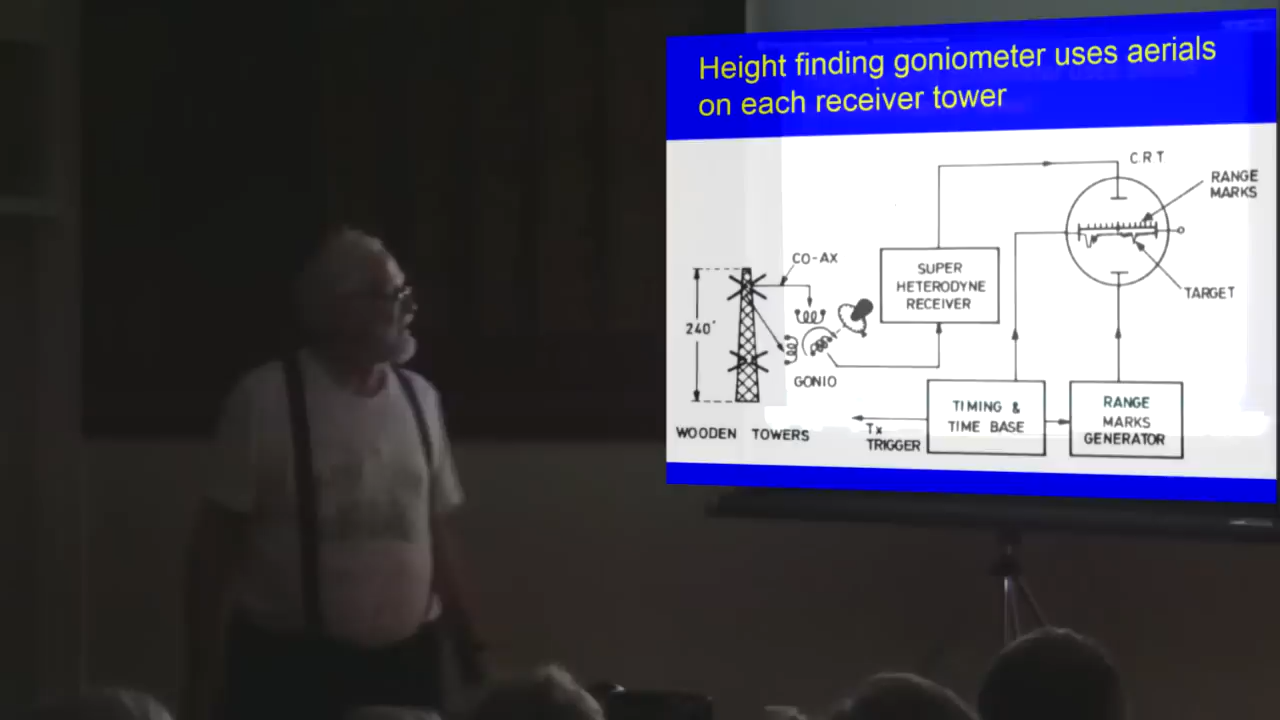 Height finding goniometer uses aerials
on each receiver tower
C.R T
RANGE
MARKS
CO-AX
SUPER
HETERODYNE
RECEIVER
TARGET
240'
GONIO
TIMING &
TIME BASE
RANGE
MARKS
GENERATOR
WOODEN TOWERS
Tx
TRIGGER